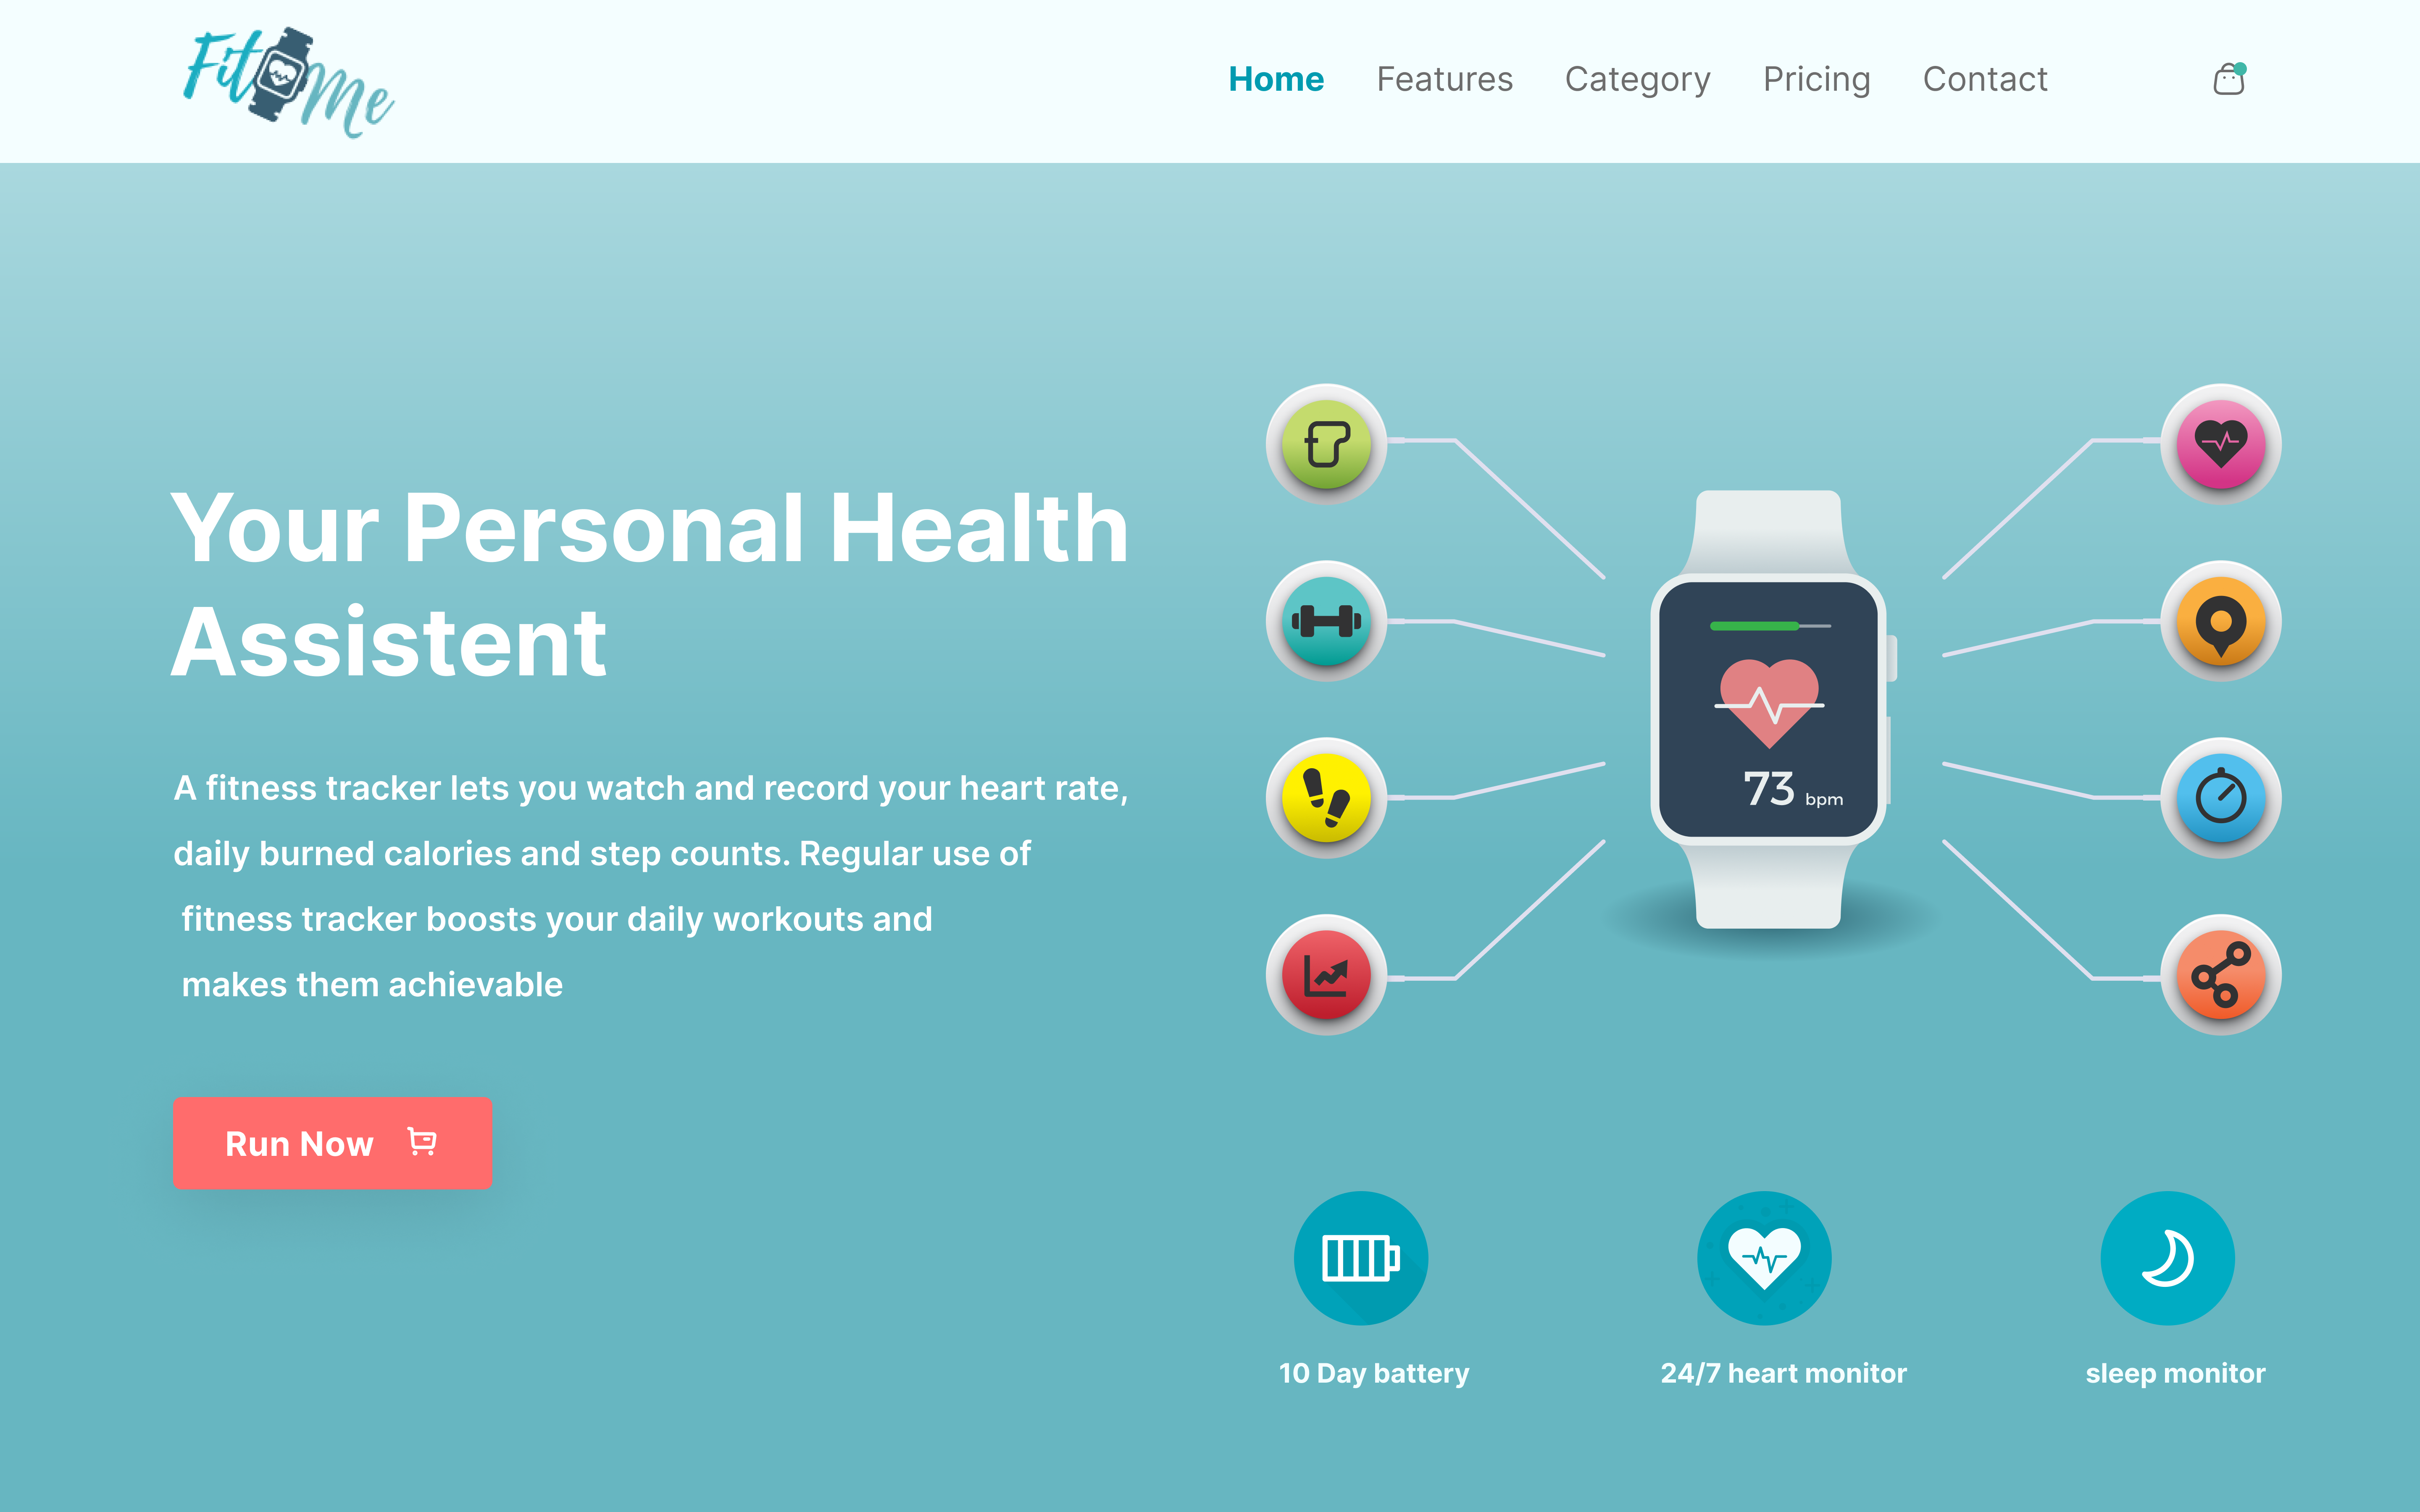 Fit Me
Home Features Category Pricing Contact
Your Personal Health
Assistent
A fitness tracker lets you watch and record your heart rate,
daily burned calories and step counts. Regular use of
fitness tracker boosts your daily workouts and
makes them achievable
Run Now
73 bpm
10 Day battery
24/7 heart monitor
sleep monitor